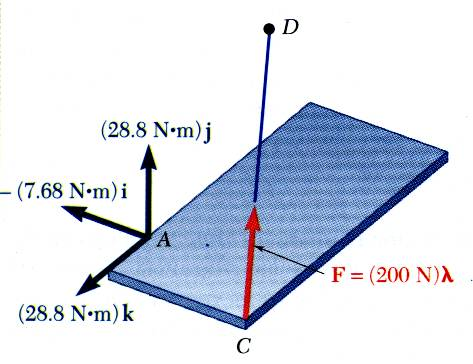 D
(28.8 N•m) j
– (7.68 N•m) i
A
F = (200 N)λ
(28.8 N•m) k
C